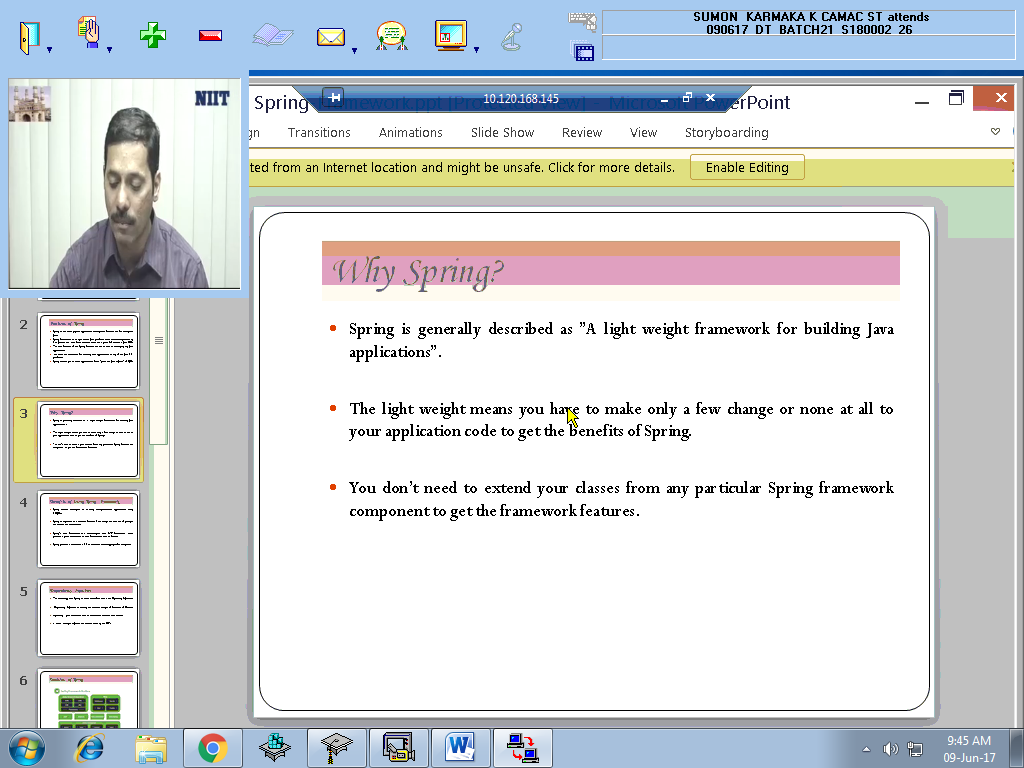 SUMON KARMAKA K CAMAC ST attends
090617_DT_BATCH21_S180002_26
NIIT
10.120.168.145
Spring
PowerPoint
gn Transitions Animations Slide Show Review View Storyboarding
ted from an Internet location and might be unsafe. Click for more details. Enable Editing
Why Spring?
Spring is generally described as ”A light weight framework for building Java
applications”.
The light weight means you have to make only a few change or none at all to
your application code to get the benefits of Spring.
You don’t need to extend your classes from any particular Spring framework
component to get the framework features.
2
3
Why Spring?
4
5
6
9:45 AM
09-Jun-17